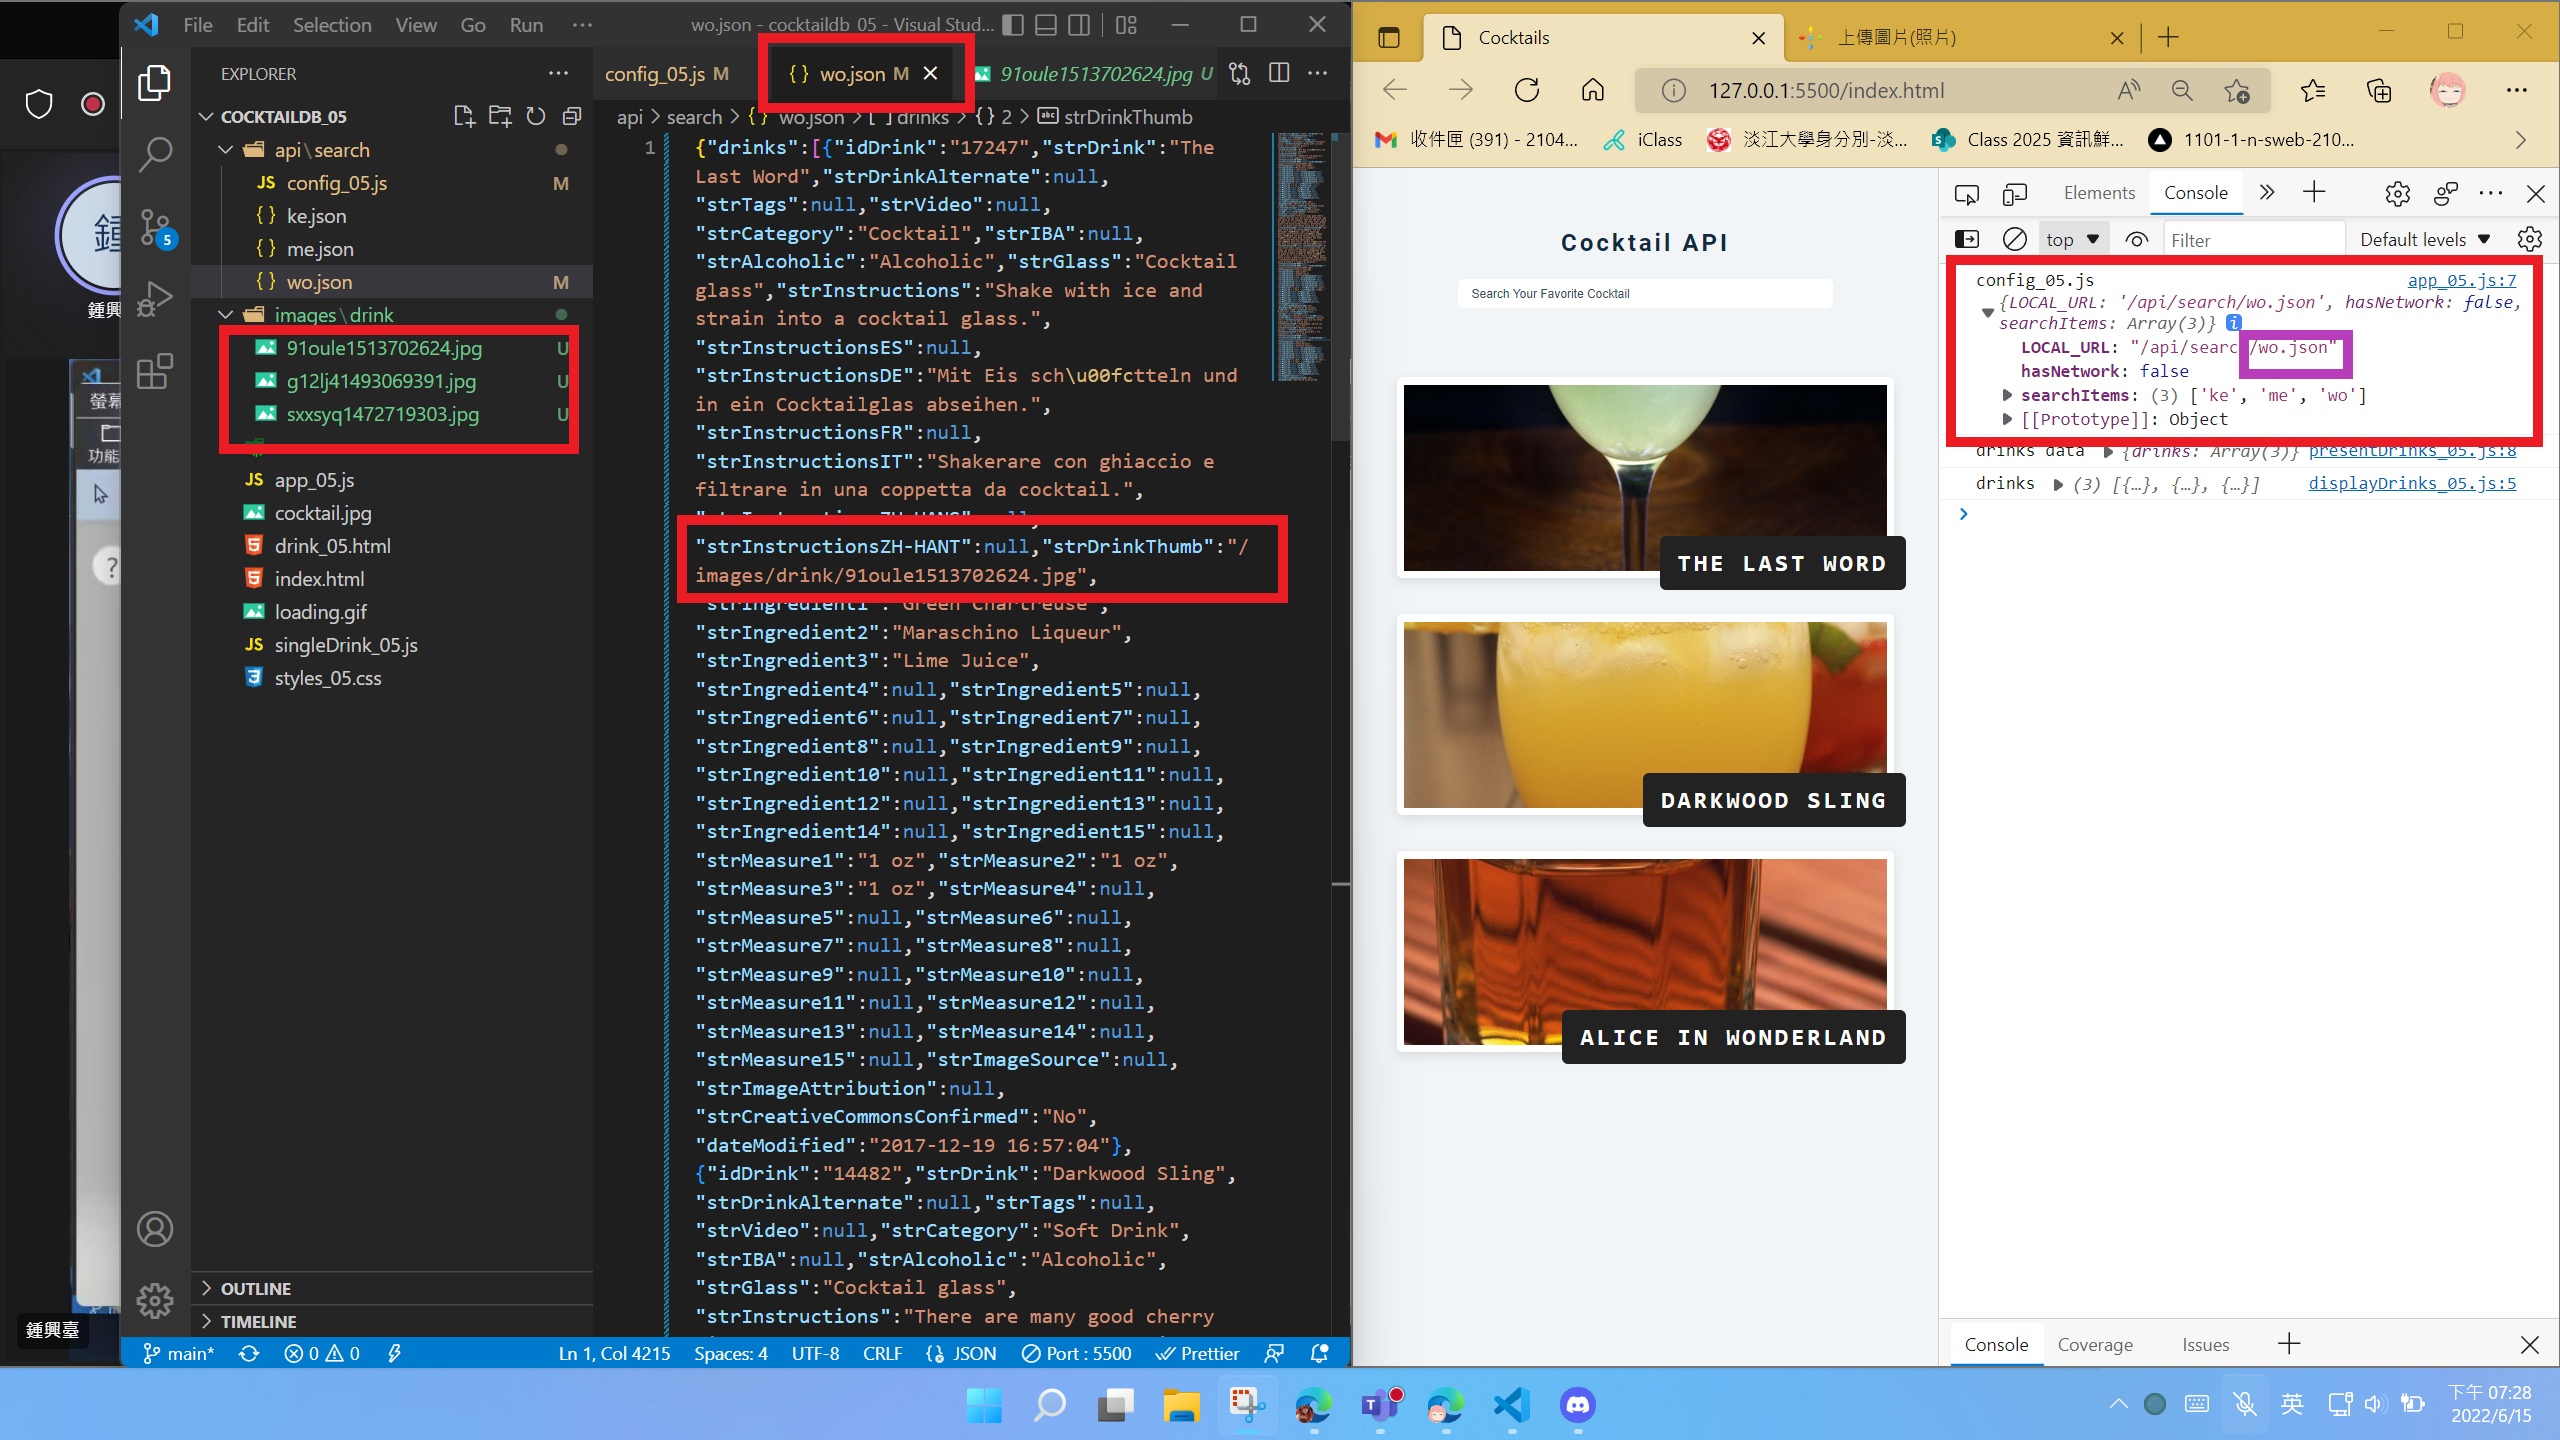 File Edit Selection View Go Run ··· wo.json - cocktaildb_05 - Visual Stud...
鍾興臺
EXPLORER ···
COCKTAILDB_05
api\search
JS config_05.js M
{} ke.json
{} me.json
{} wo.json M
images\drink
91oule1513702624.jpg U
g12lj41493069391.jpg U
sxxsyq1472719303.jpg U
JS app_05.js
cocktail.jpg
drink_05.html
index.html
loading.gif
JS singleDrink_05.js
styles_05.css
OUTLINE
TIMELINE
5
功能
?
config_05.js M {} wo.json M 91oule1513702624.jpg U
api > search > {} wo.json > [ ] drinks > {} 2 > strDrinkThumb
1
{"drinks":[{"idDrink":"17247","strDrink":"The
Last Word","strDrinkAlternate":null,
"strTags":null,"strVideo":null,
"strCategory":"Cocktail","strIBA":null,
"strAlcoholic":"Alcoholic","strGlass":"Cocktail
glass","strInstructions":"Shake with ice and
strain into a cocktail glass.",
"strInstructionsES":null,
"strInstructionsDE":"Mit Eis sch\u00fctteln und
in ein Cocktailglas abseihen.",
"strInstructionsFR":null,
"strInstructionsIT":"Shakerare con ghiaccio e
filtrare in una coppetta da cocktail.",
"strInstructionsZH-HANT":null,"strDrinkThumb":"/
images/drink/91oule1513702624.jpg",
"strIngredient1":"Green Chartreuse",
"strIngredient2":"Maraschino Liqueur",
"strIngredient3":"Lime Juice",
"strIngredient4":null,"strIngredient5":null,
"strIngredient6":null,"strIngredient7":null,
"strIngredient8":null,"strIngredient9":null,
"strIngredient10":null,"strIngredient11":null,
"strIngredient12":null,"strIngredient13":null,
"strIngredient14":null,"strIngredient15":null,
"strMeasure1":"1 oz","strMeasure2":"1 oz",
"strMeasure3":"1 oz","strMeasure4":null,
"strMeasure5":null,"strMeasure6":null,
"strMeasure7":null,"strMeasure8":null,
"strMeasure9":null,"strMeasure10":null,
"strMeasure11":null,"strMeasure12":null,
"strMeasure13":null,"strMeasure14":null,
"strMeasure15":null,"strImageSource":null,
"strImageAttribution":null,
"strCreativeCommonsConfirmed":"No",
"dateModified":"2017-12-19 16:57:04"},
{"idDrink":"14482","strDrink":"Darkwood Sling",
"strDrinkAlternate":null,"strTags":null,
"strVideo":null,"strCategory":"Soft Drink",
"strIBA":null,"strAlcoholic":"Alcoholic",
"strGlass":"Cocktail glass",
"strInstructions":"There are many good cherry
main* 0 0 Ln 1, Col 4215 Spaces: 4 UTF-8 CRLF JSON Port : 5500 Prettier
Cocktails 上傳圖片(照片)
127.0.0.1:5500/index.html
收件匣 (391) - 2104... iClass 淡江大學身分別-淡... Class 2025 資訊鮮... 1101-1-n-sweb-210...
Cocktail API
Search Your Favorite Cocktail
THE LAST WORD
DARKWOOD SLING
ALICE IN WONDERLAND
Elements Console
top Filter Default levels
config_05.js app_05.js:7
{LOCAL_URL: '/api/search/wo.json', hasNetwork: false,
searchItems: Array(3)}
LOCAL_URL: "/api/search/wo.json"
hasNetwork: false
searchItems: (3) ['ke', 'me', 'wo']
[[Prototype]]: Object
drinks data {drinks: Array(3)} presentDrinks_05.js:8
drinks (3) [{…}, {…}, {…}] displayDrinks_05.js:5
Console Coverage Issues
英
下午 07:28
2022/6/15